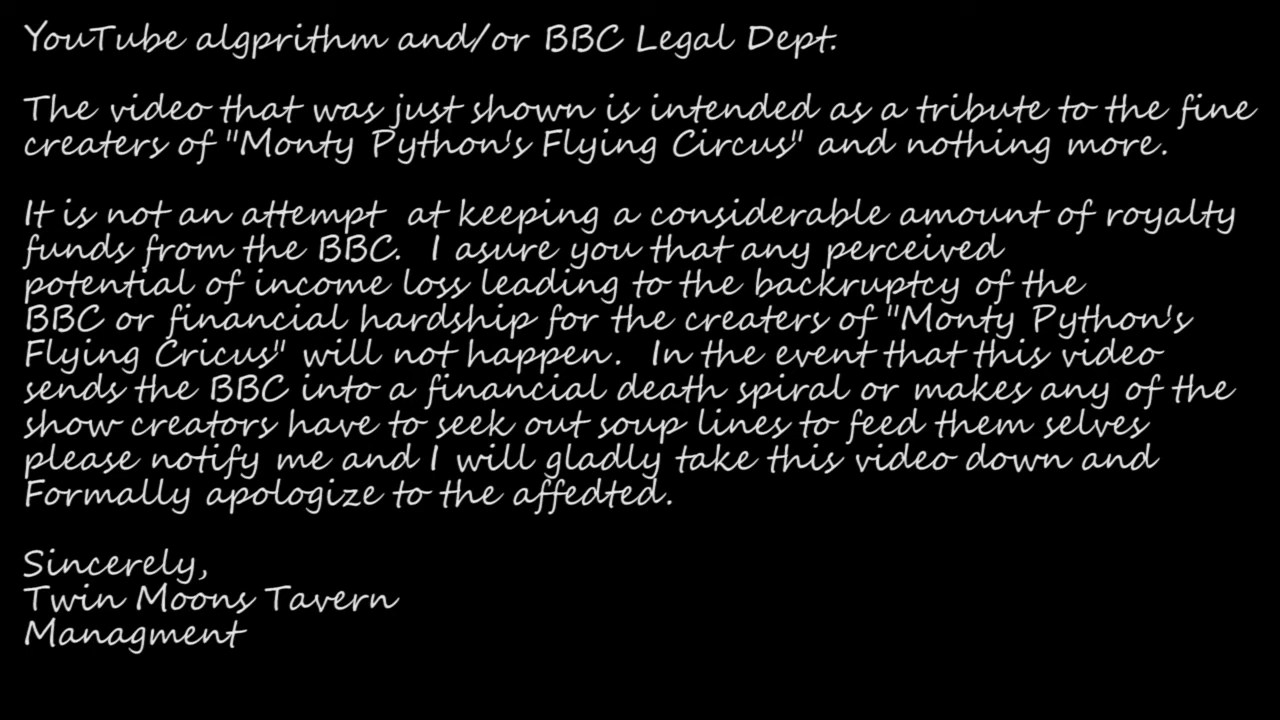 YouTube algprithm and/or BBC Legal Dept.
The video that was just shown is intended as a tribute to the fine
creaters of "Monty Python's Flying Circus" and nothing more.
It is not an attempt at keeping a considerable amount of royalty
funds from the BBC. I asure you that any perceived
potential of income loss leading to the backruptcy of the
BBC or financial hardship for the creaters of "Monty Python's
Flying Cricus" will not happen. In the event that this video
sends the BBC into a financial death spiral or makes any of the
show creators have to seek out soup lines to feed them selves
please notify me and I will gladly take this video down and
Formally apologize to the affedted.
Sincerely,
Twin Moons Tavern
Managment